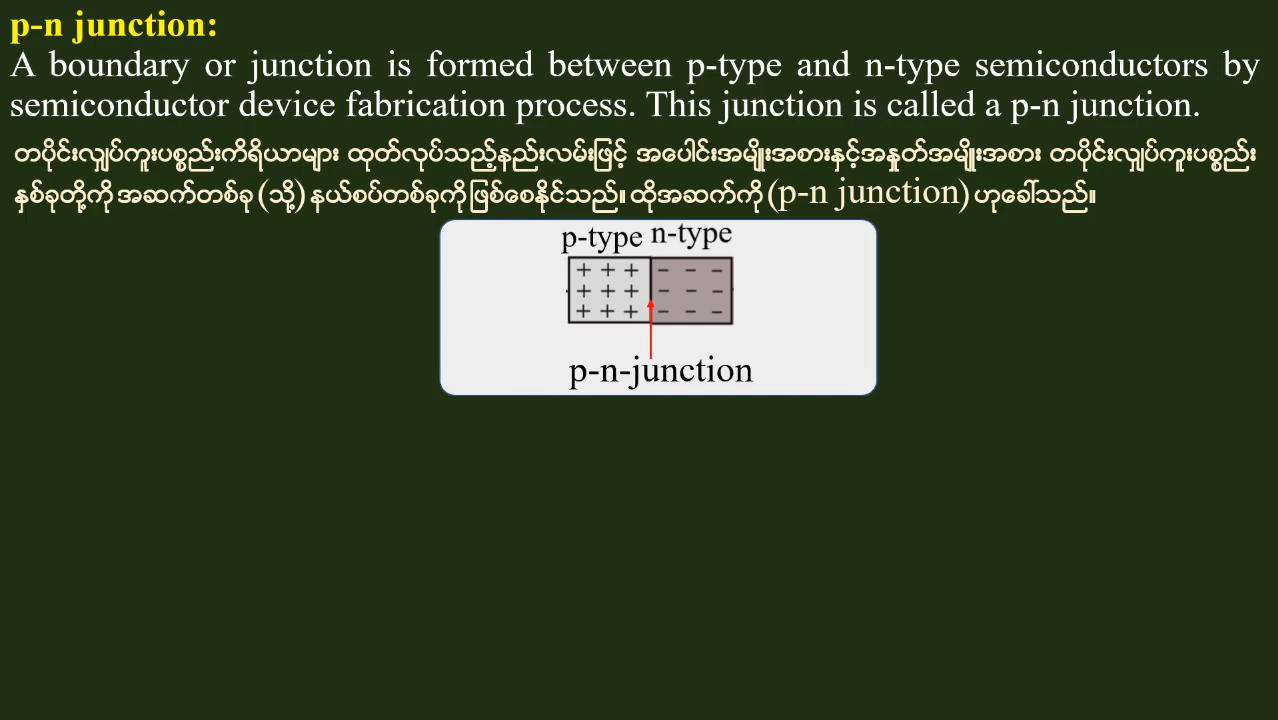 p-n junction:
A boundary or junction is formed between p-type and n-type semiconductors by
semiconductor device fabrication process. This junction is called a p-n junction.
တပိုင်းလျှပ်ကူးပစ္စည်းကိရိယာများ ထုတ်လုပ်သည့်နည်းလမ်းဖြင့် အပေါင်းအမျိုးအစားနှင့်အနှုတ်အမျိုးအစား တပိုင်းလျှပ်ကူးပစ္စည်း
နှစ်ခုတို့ကို အဆက်တစ်ခု (သို့) နယ်စပ်တစ်ခုကို ဖြစ်စေနိုင်သည်။ ထိုအဆက်ကို (p-n junction) ဟုခေါ်သည်။
p-type n-type
+ + + − − −
+ + + − − −
+ + + − − −
p-n-junction